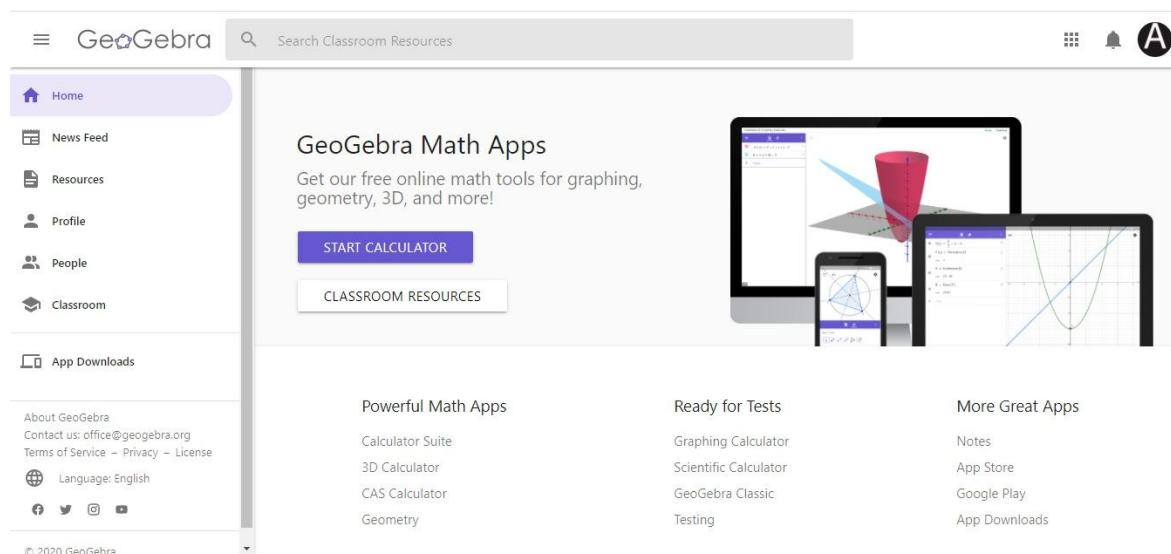 GeoGebra
Search Classroom Resources
A
Home
News Feed
Resources
Profile
People
Classroom
App Downloads
About GeoGebra
Contact us: office@geogebra.org
Terms of Service – Privacy – License
Language: English
© 2020 GeoGebra
GeoGebra Math Apps
Get our free online math tools for graphing,
geometry, 3D, and more!
START CALCULATOR
CLASSROOM RESOURCES
Powerful Math Apps
Calculator Suite
3D Calculator
CAS Calculator
Geometry
Ready for Tests
Graphing Calculator
Scientific Calculator
GeoGebra Classic
Testing
More Great Apps
Notes
App Store
Google Play
App Downloads